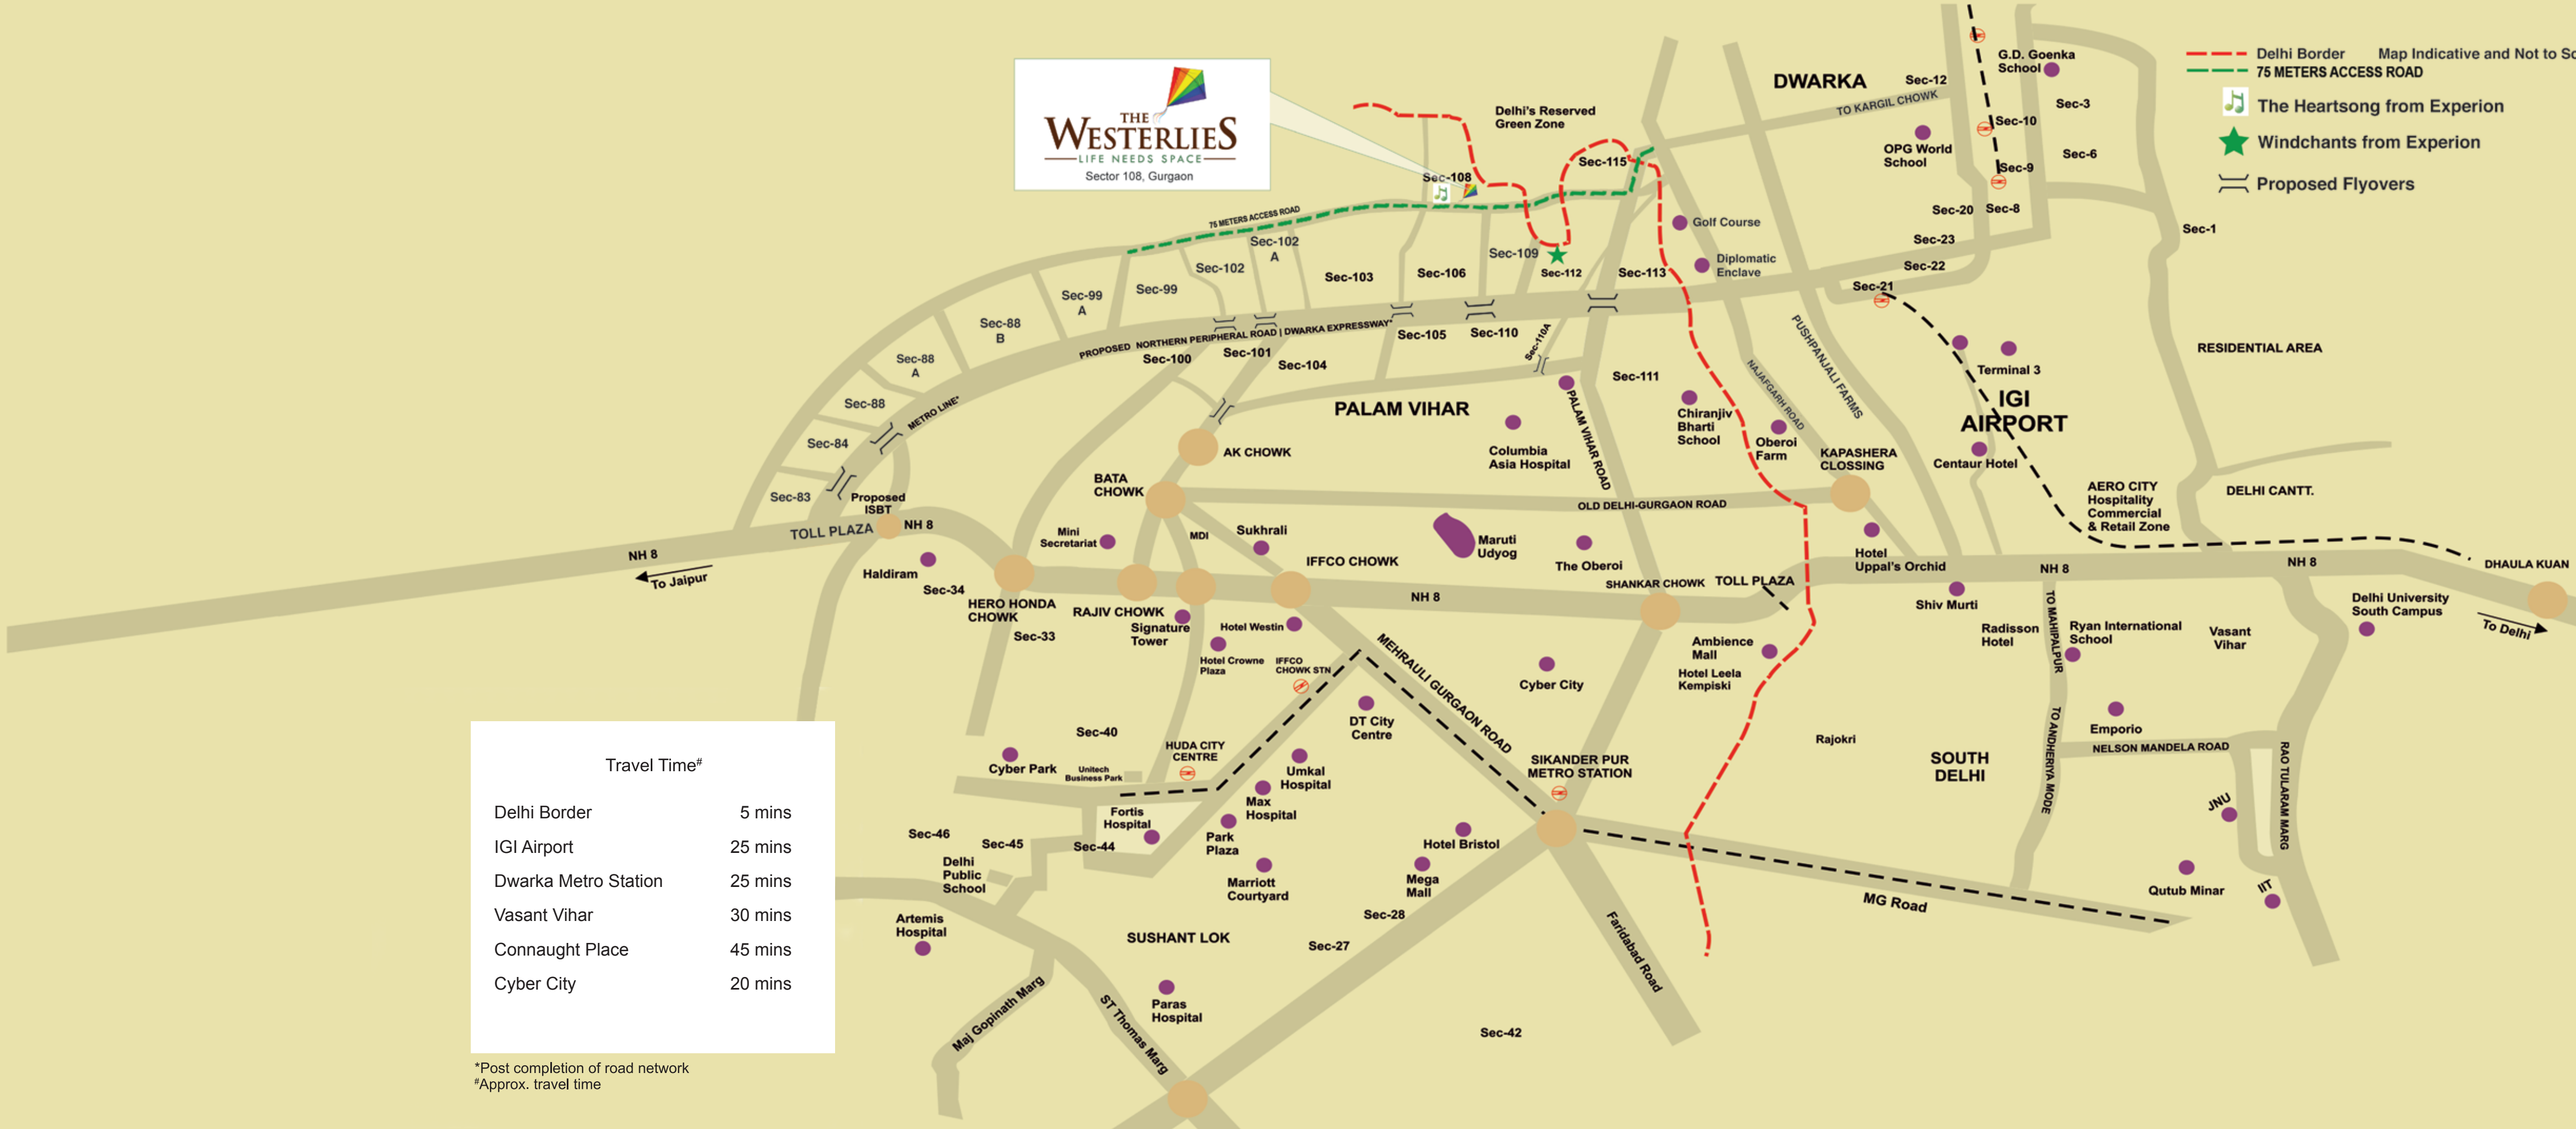 THE
WESTERLIES
LIFE NEEDS SPACE
Sector 108, Gurgaon
Delhi Border
Map Indicative and Not to Sc
75 METERS ACCESS ROAD
The Heartsong from Experion
Windchants from Experion
Proposed Flyovers
Delhi's Reserved
Green Zone
DWARKA
Sec-12
TO KARGIL CHOWK
G.D. Goenka
School
Sec-3
Sec-10
OPG World
School
Sec-6
Sec-9
Sec-20
Sec-8
Sec-23
Sec-1
Sec-22
Sec-21
Sec-115
Sec-108
75 METERS ACCESS ROAD
Golf Course
Diplomatic
Enclave
Sec-102
A
Sec-102
Sec-103
Sec-106
Sec-109
Sec-112
Sec-113
Sec-99
Sec-99
A
Sec-88
B
Sec-88
A
Sec-88
Sec-84
Sec-83
PROPOSED NORTHERN PERIPHERAL ROAD | DWARKA EXPRESSWAY*
METRO LINE*
Sec-100
Sec-101
Sec-104
Sec-105
Sec-110
Sec-110A
Sec-111
PALAM VIHAR
PALAM VIHAR ROAD
Columbia
Asia Hospital
Chiranjiv
Bharti
School
Oberoi
Farm
NAJAFGARH ROAD
PUSHPANJALI FARMS
KAPASHERA
CLOSSING
Terminal 3
IGI
AIRPORT
Centaur Hotel
RESIDENTIAL AREA
AERO CITY
Hospitality
Commercial
& Retail Zone
DELHI CANTT.
AK CHOWK
BATA
CHOWK
OLD DELHI-GURGAON ROAD
Proposed
ISBT
TOLL PLAZA
NH 8
NH 8
To Jaipur
Haldiram
Sec-34
HERO HONDA
CHOWK
Sec-33
Mini
Secretariat
MDI
Sukhrali
IFFCO CHOWK
Maruti
Udyog
The Oberoi
SHANKAR CHOWK
TOLL PLAZA
Hotel
Uppal's Orchid
NH 8
NH 8
NH 8
DHAULA KUAN
To Delhi
RAJIV CHOWK
Signature
Tower
Hotel Westin
Hotel Crowne
Plaza
IFFCO
CHOWK STN
MEHRAULI GURGAON ROAD
Cyber City
Ambience
Mall
Hotel Leela
Kempiski
Shiv Murti
Radisson
Hotel
TO MAHIPALPUR
Ryan International
School
Vasant
Vihar
Delhi University
South Campus
DT City
Centre
Sec-40
HUDA CITY
CENTRE
Cyber Park
Unitech
Business Park
Umkal
Hospital
Max
Hospital
Fortis
Hospital
Park
Plaza
SIKANDER PUR
METRO STATION
Rajokri
SOUTH
DELHI
TO ANDHERIYA MODE
Emporio
NELSON MANDELA ROAD
RAO TULARAM MARG
JNU
Qutub Minar
IIT
MG Road
Faridabad Road
Hotel Bristol
Mega
Mall
Marriott
Courtyard
Sec-46
Sec-45
Sec-44
Delhi
Public
School
Artemis
Hospital
Sec-28
Sec-27
SUSHANT LOK
Paras
Hospital
Sec-42
Maj Gopinath Marg
ST Thomas Marg
Travel Time#
Delhi Border 5 mins
IGI Airport 25 mins
Dwarka Metro Station 25 mins
Vasant Vihar 30 mins
Connaught Place 45 mins
Cyber City 20 mins
*Post completion of road network
#Approx. travel time